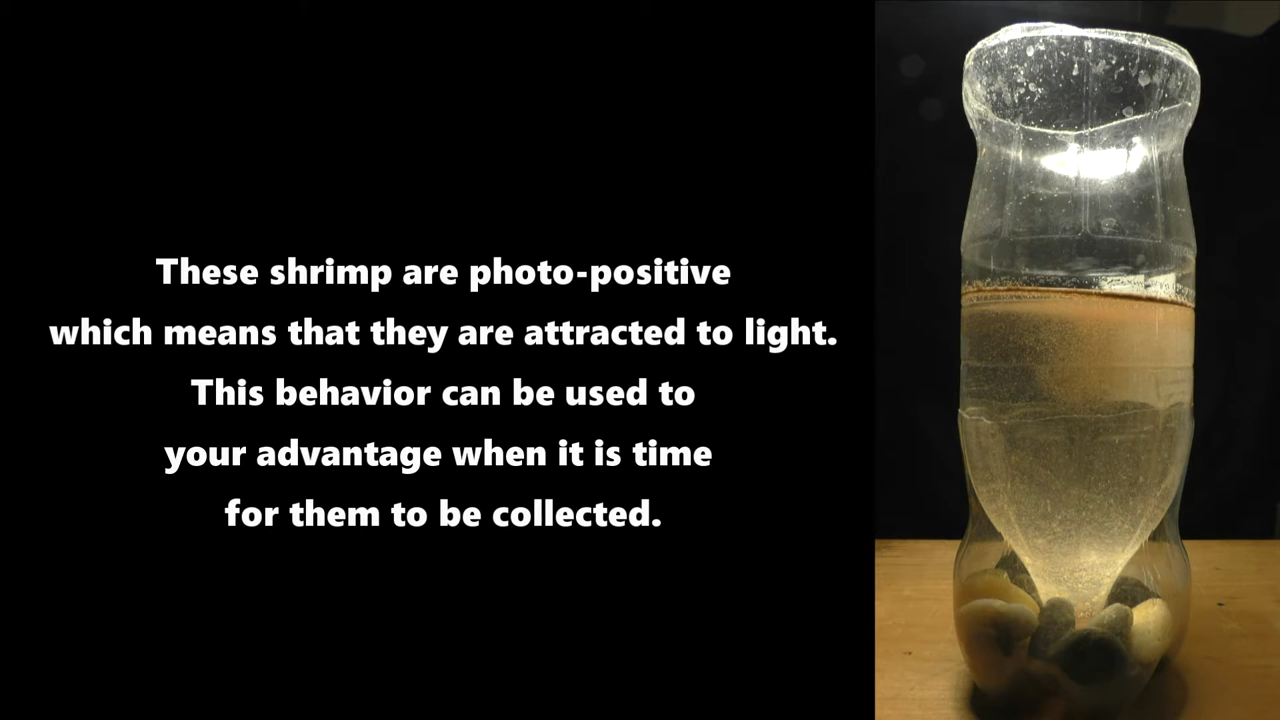 These shrimp are photo-positive
which means that they are attracted to light.
This behavior can be used to
your advantage when it is time
for them to be collected.